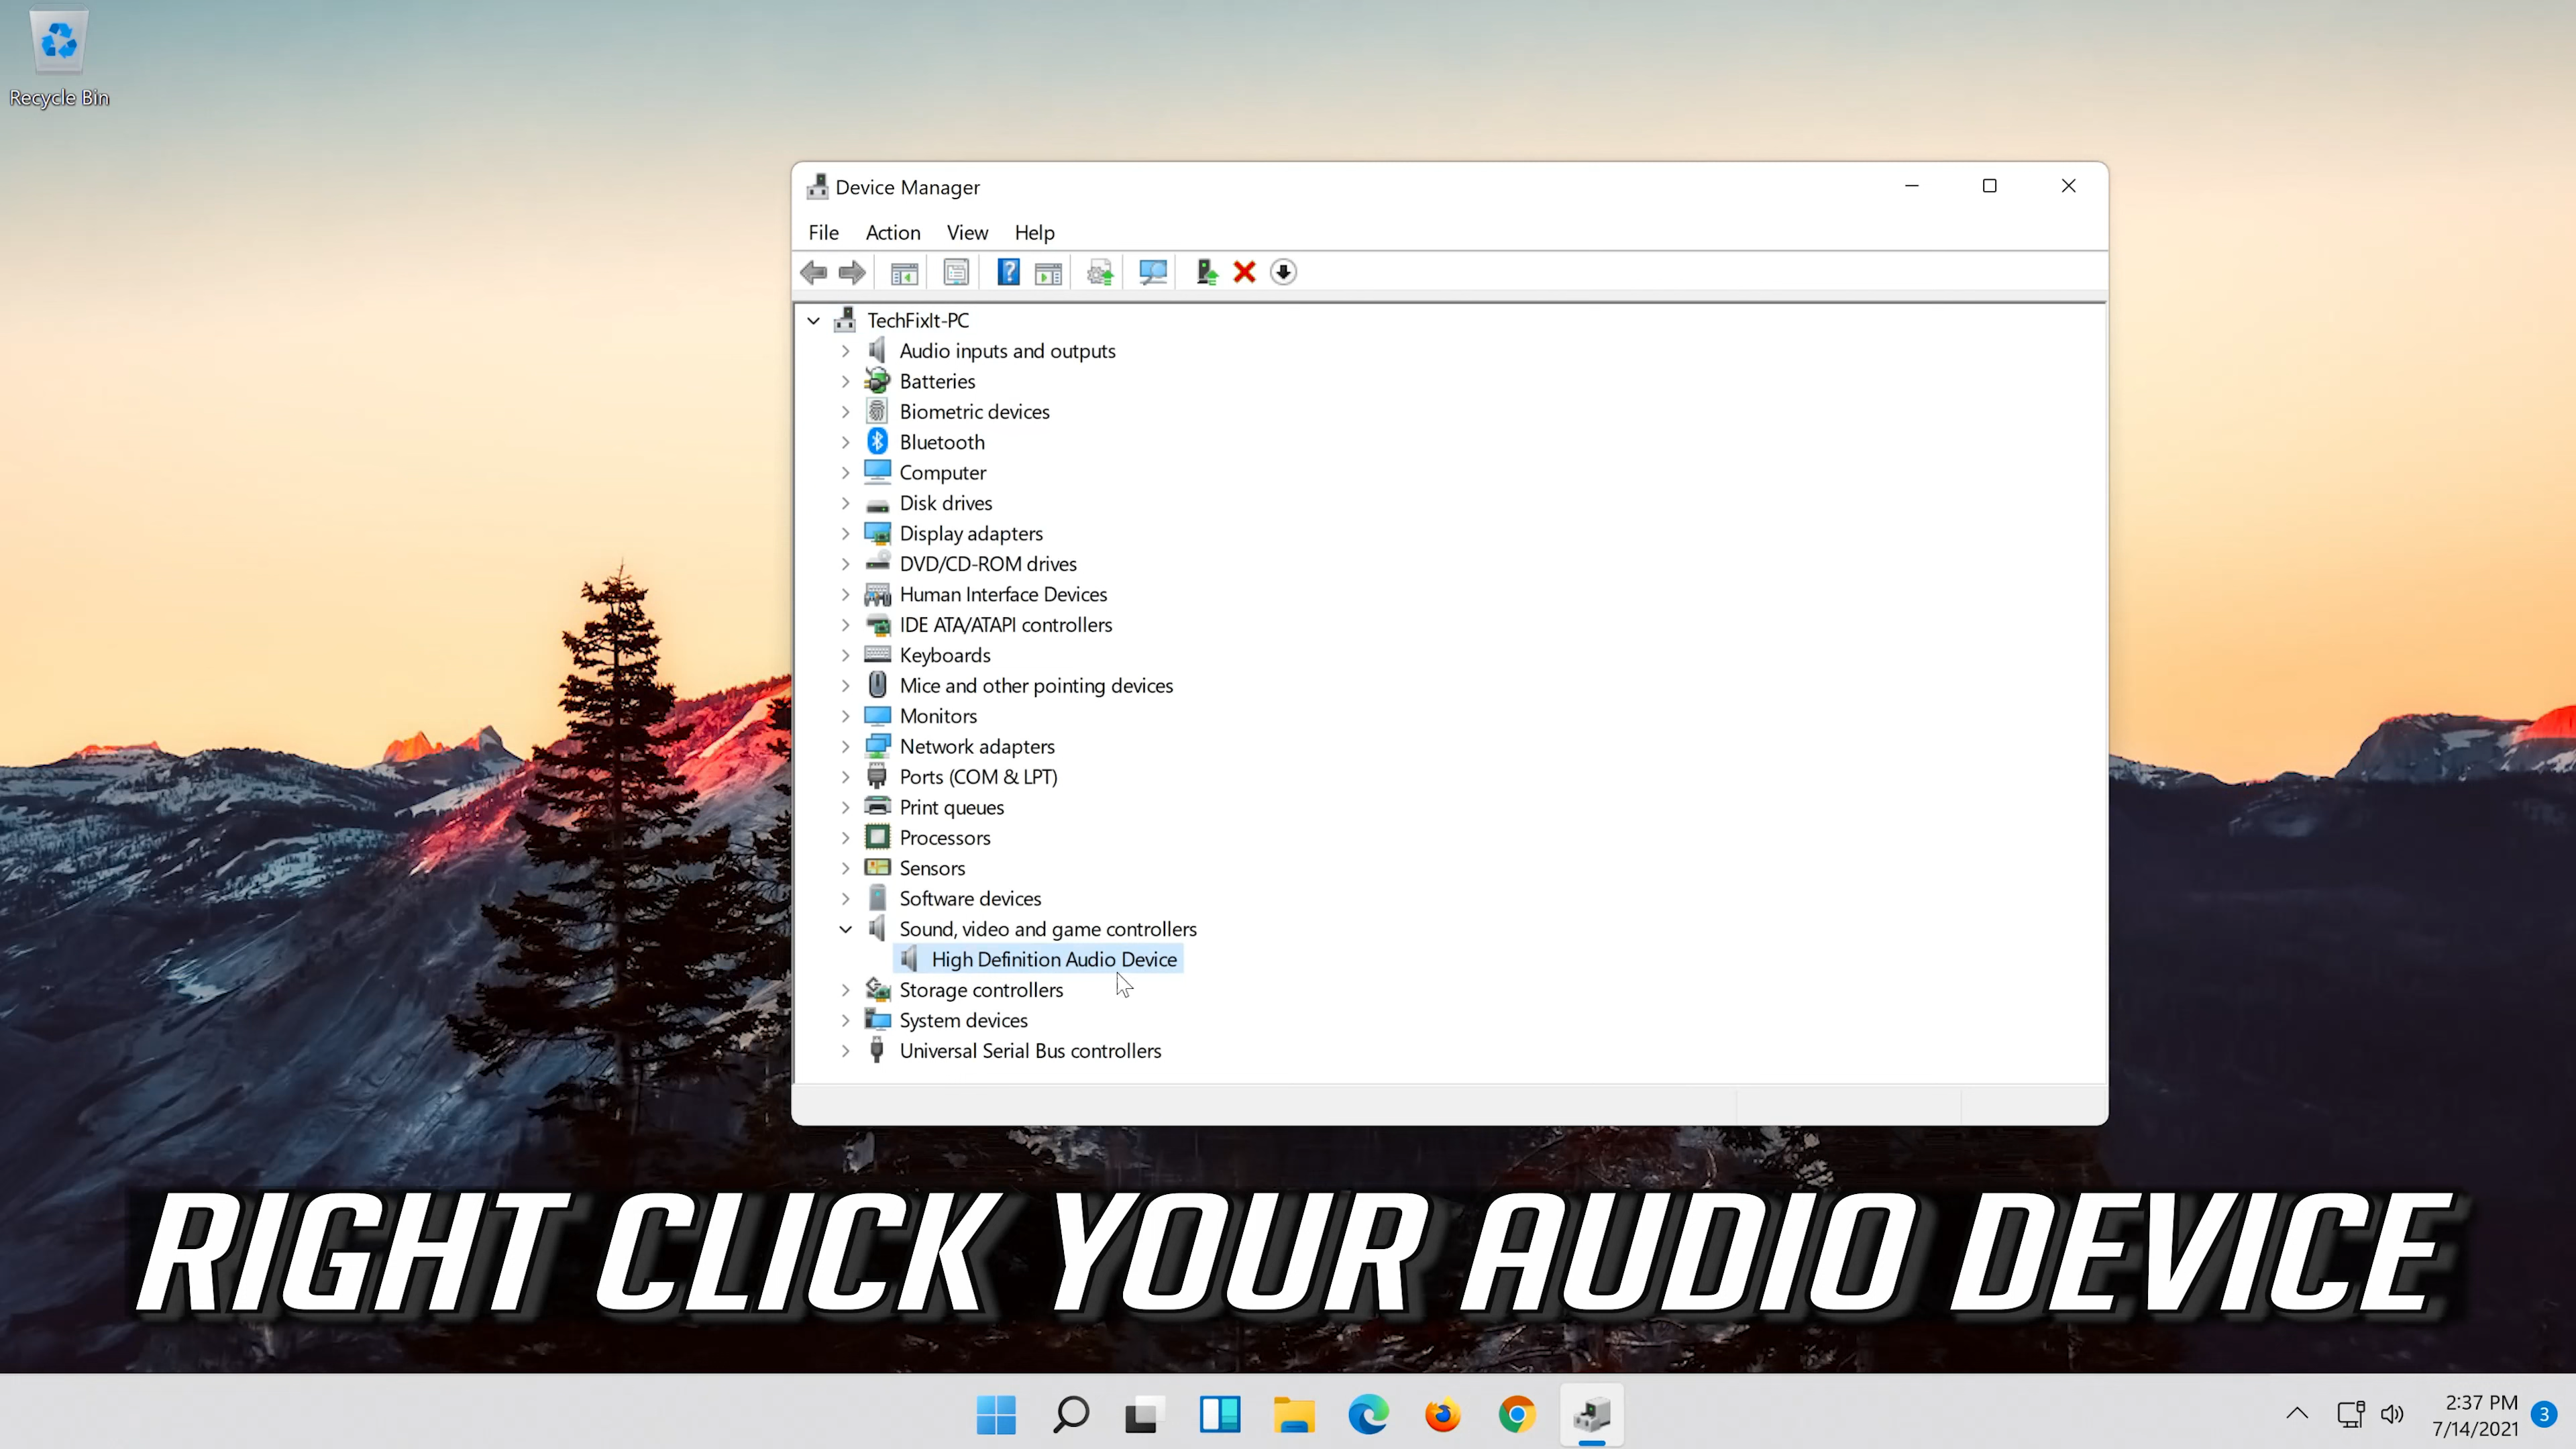 Recycle Bin
Device Manager
File Action View Help
TechFixIt-PC
Audio inputs and outputs
Batteries
Biometric devices
Bluetooth
Computer
Disk drives
Display adapters
DVD/CD-ROM drives
Human Interface Devices
IDE ATA/ATAPI controllers
Keyboards
Mice and other pointing devices
Monitors
Network adapters
Ports (COM & LPT)
Print queues
Processors
Sensors
Software devices
Sound, video and game controllers
High Definition Audio Device
Storage controllers
System devices
Universal Serial Bus controllers
RIGHT CLICK YOUR AUDIO DEVICE
2:37 PM
7/14/2021
3